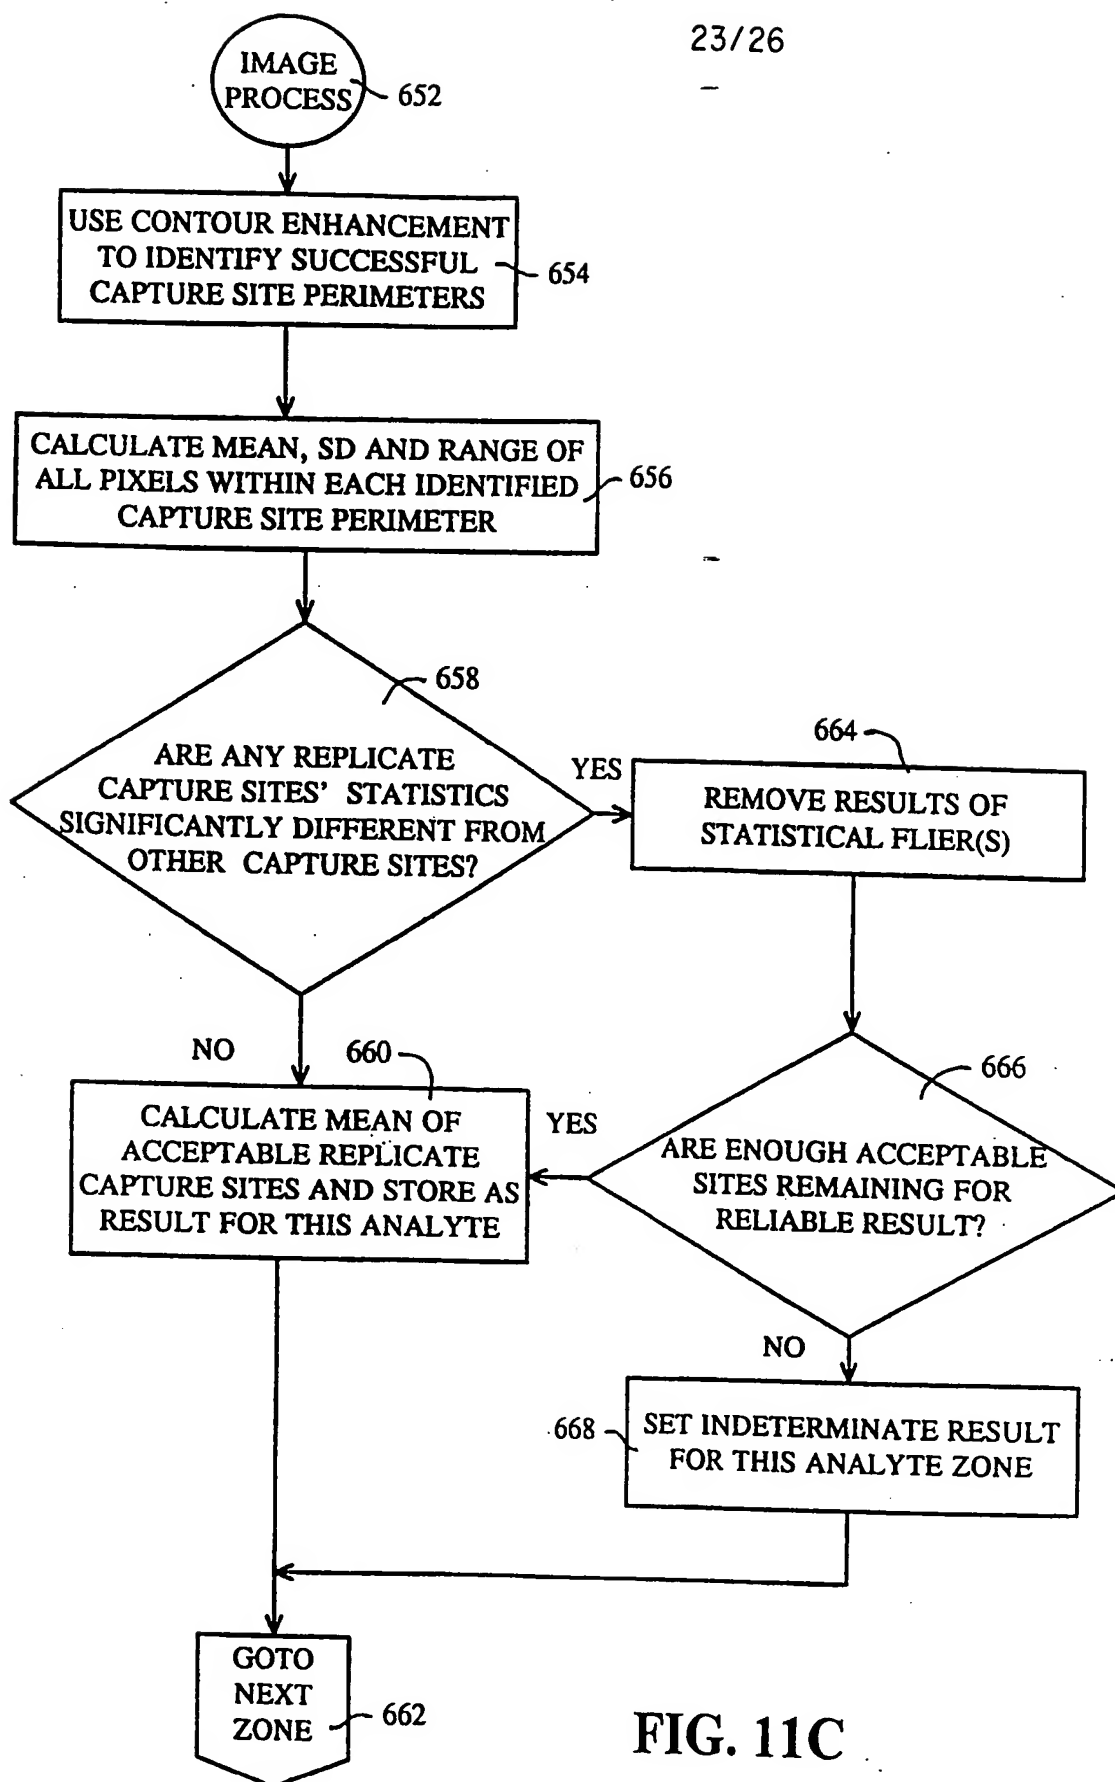 23/26
IMAGE
PROCESS
652
USE CONTOUR ENHANCEMENT
TO IDENTIFY SUCCESSFUL
CAPTURE SITE PERIMETERS
654
CALCULATE MEAN, SD AND RANGE OF
ALL PIXELS WITHIN EACH IDENTIFIED
CAPTURE SITE PERIMETER
656
658
ARE ANY REPLICATE
CAPTURE SITES' STATISTICS
SIGNIFICANTLY DIFFERENT FROM
OTHER CAPTURE SITES?
YES
664
REMOVE RESULTS OF
STATISTICAL FLIER(S)
NO
660
CALCULATE MEAN OF
ACCEPTABLE REPLICATE
CAPTURE SITES AND STORE AS
RESULT FOR THIS ANALYTE
YES
666
ARE ENOUGH ACCEPTABLE
SITES REMAINING FOR
RELIABLE RESULT?
NO
668
SET INDETERMINATE RESULT
FOR THIS ANALYTE ZONE
GOTO
NEXT
ZONE
662
FIG. 11C